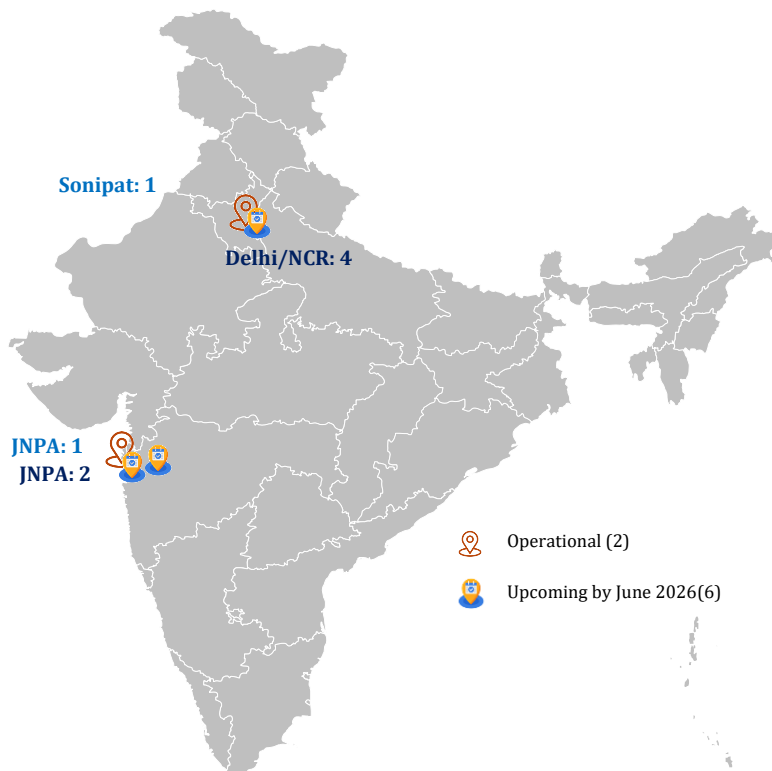 Sonipat: 1
Delhi/NCR: 4
JNPA: 1
JNPA: 2
Operational (2)
Upcoming by June 2026(6)